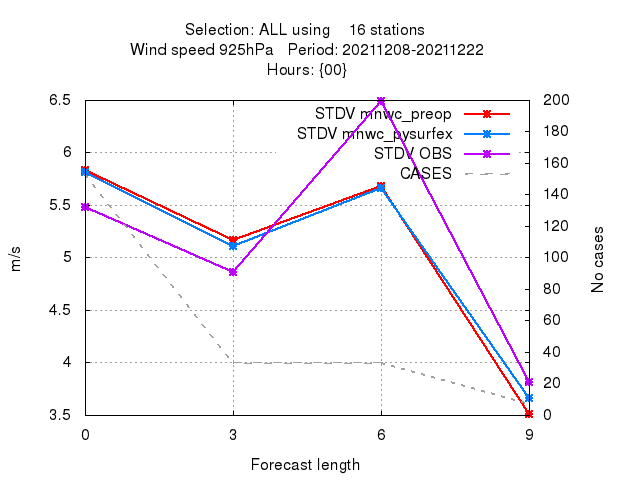 Selection: ALL using    16 stations
Wind speed 925hPa   Period: 20211208-20211222
Hours: {00}
6.5
6
5.5
5
4.5
4
3.5
m/s
STDV mnwc_preop
STDV mnwc_pysurfex
STDV OBS
CASES
200
180
160
140
120
100
80
60
40
20
0
No cases
0 3 6 9
Forecast length